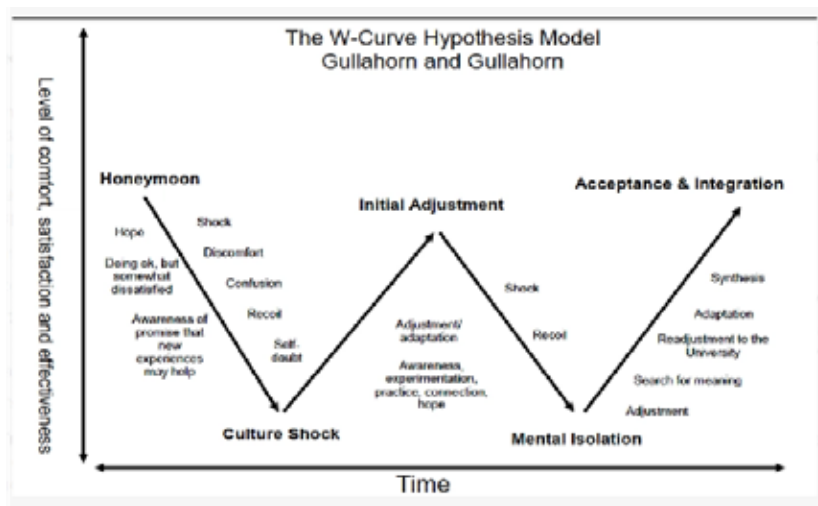 The W-Curve Hypothesis Model
Gullahorn and Gullahorn
Level of comfort, satisfaction and effectiveness
Honeymoon
Hope
Doing ok, but
somewhat
dissatisfied
Awareness of
promise that
new
experiences
may help
Shock
Discomfort
Confusion
Recoil
Self-
doubt
Culture Shock
Initial Adjustment
Adjustment/
adaptation
Awareness,
experimentation,
practice, connection,
hope
Shock
Recoil
Mental Isolation
Acceptance & Integration
Synthesis
Adaptation
Readjustment to the
University
Search for meaning
Adjustment
Time